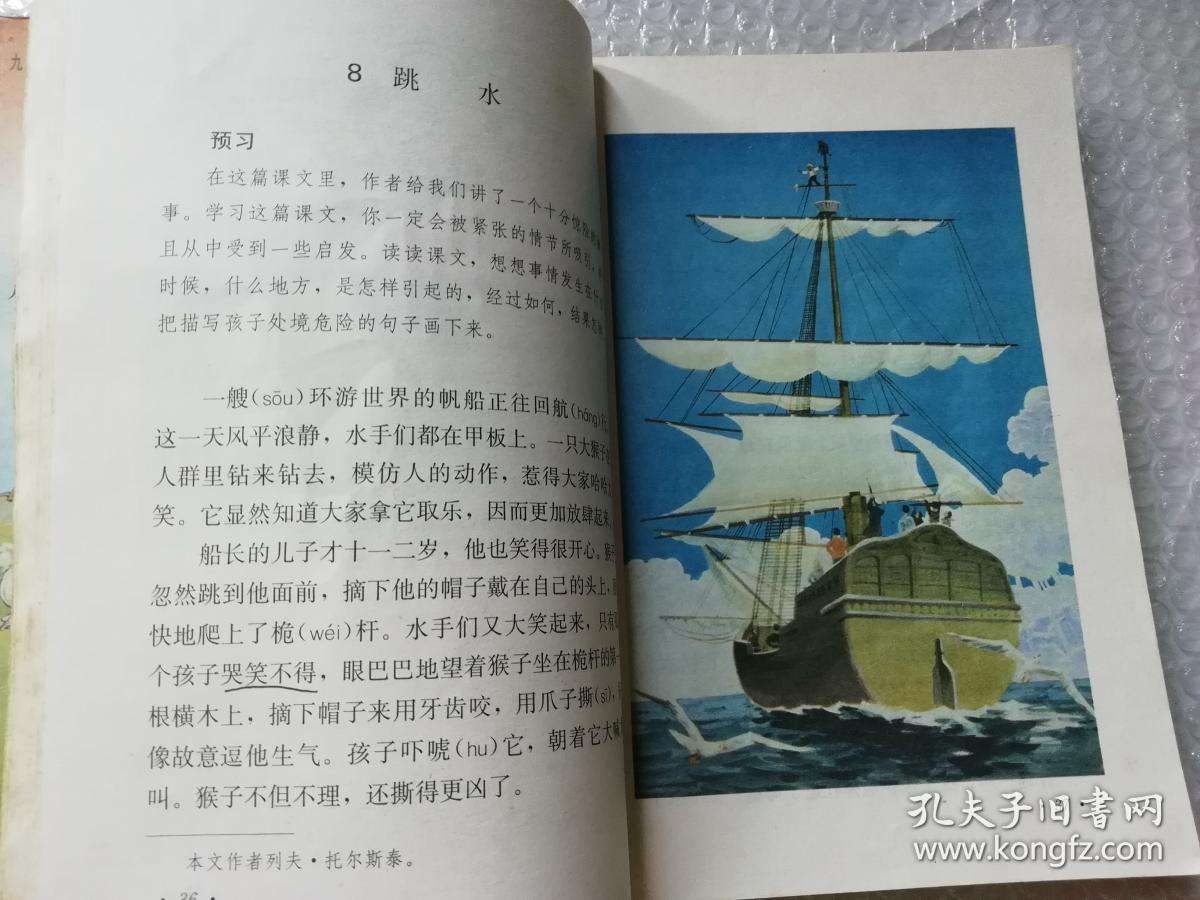 九
8 跳 水
预习
在这篇课文里，作者给我们讲了一个十分惊险的
事。学习这篇课文，你一定会被紧张的情节所吸引，
且从中受到一些启发。读读课文，想想事情发生在什
时候，什么地方，是怎样引起的，经过如何，结果怎
把描写孩子处境危险的句子画下来。
一艘(sōu)环游世界的帆船正往回航(háng)行
这一天风平浪静，水手们都在甲板上。一只大猴子
人群里钻来钻去，模仿人的动作，惹得大家哈哈大
笑。它显然知道大家拿它取乐，因而更加放肆起来。
船长的儿子才十一二岁，他也笑得很开心。猴子
忽然跳到他面前，摘下他的帽子戴在自己的头上，
快地爬上了桅(wéi)杆。水手们又大笑起来，只有
个孩子哭笑不得，眼巴巴地望着猴子坐在桅杆的第一
根横木上，摘下帽子来用牙齿咬，用爪子撕(sī)，
像故意逗他生气。孩子吓唬(hu)它，朝着它大喊大
叫。猴子不但不理，还撕得更凶了。
本文作者列夫·托尔斯泰。
·36·
孔夫子旧书网
www.kongfz.com